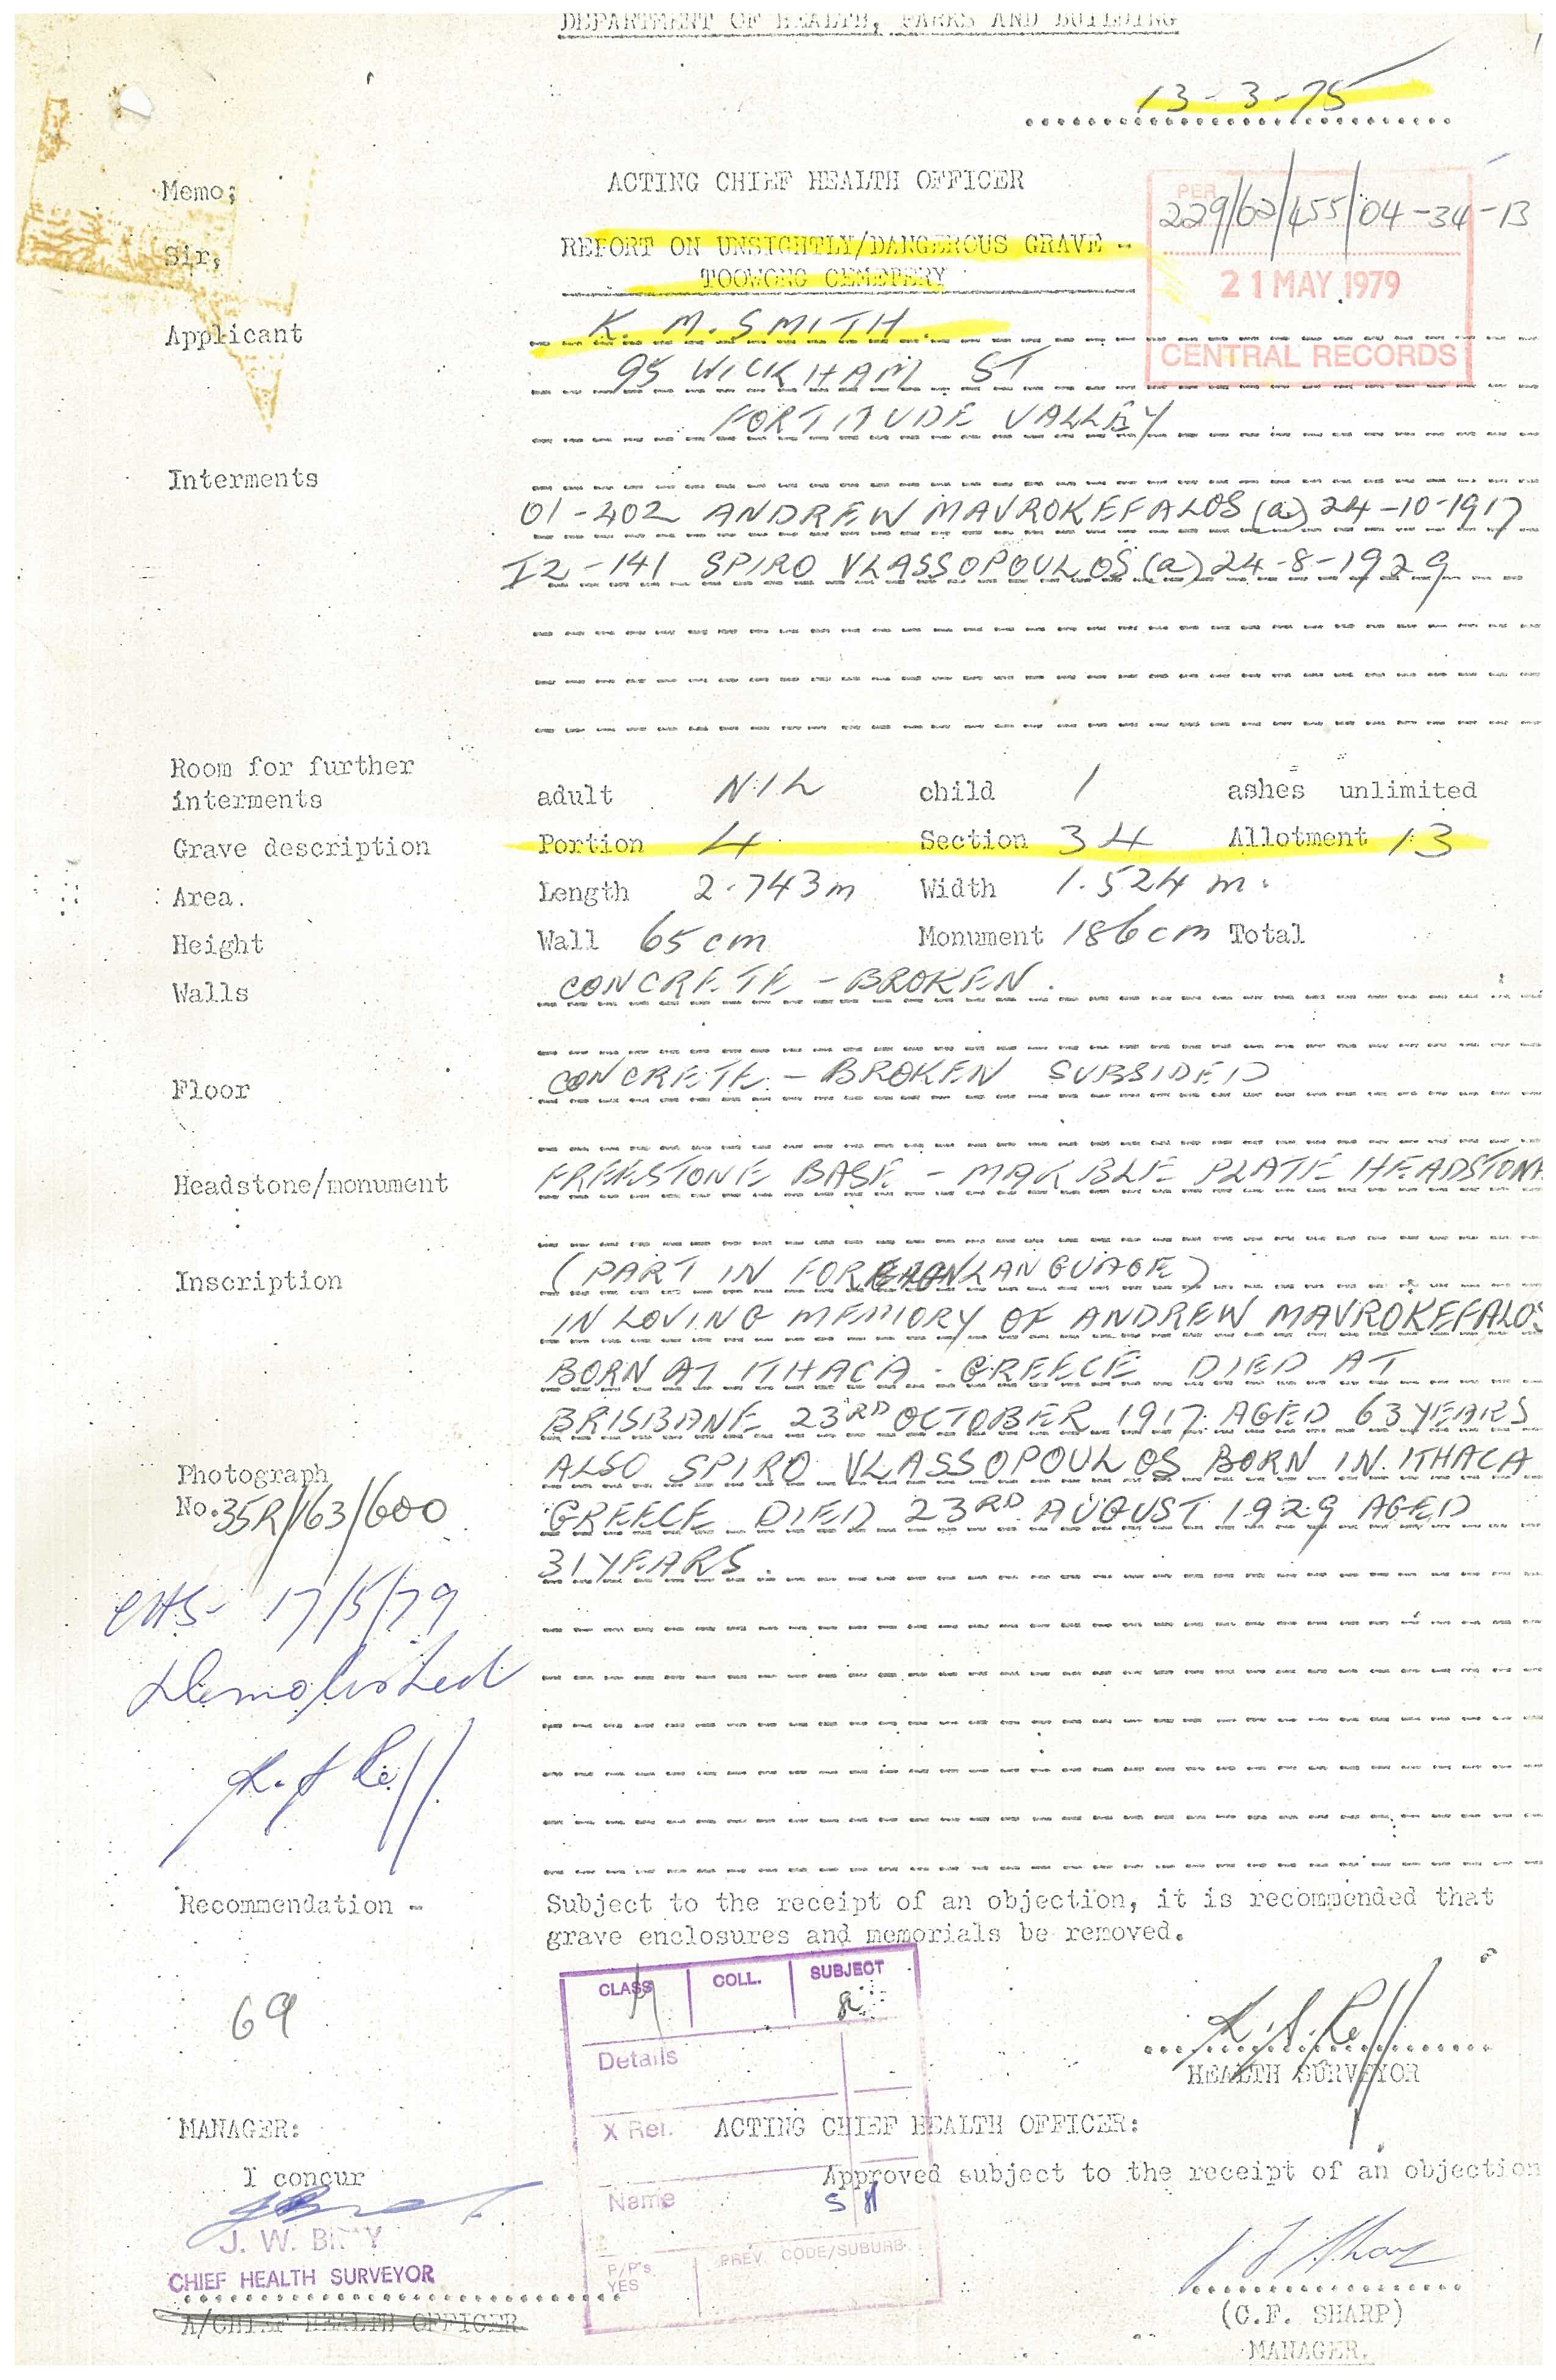 DEPARTMENT OF HEALTH, PARKS AND BUILDING
13-3-75
Memo;
ACTING CHIEF HEALTH OFFICER
PER
229/62/455/04-34-13
Sir,
REPORT ON UNSIGHTLY/DANGEROUS GRAVE -
TOOWONG CEMETERY
21 MAY 1979
CENTRAL RECORDS
Applicant K. M. SMITH.
95 WICKHAM ST
FORTITUDE VALLEY
Interments
01-402 ANDREW MAVROKEFALOS (a) 24-10-1917
I2-141 SPIRO VLASSOPOULOS (a) 24-8-1929
Room for further
interments adult NIL child 1 ashes unlimited
Grave description Portion 4 Section 34 Allotment 13
Area. Length 2.743m Width 1.524 m.
Height Wall 65cm Monument 186cm Total
Walls CONCRETE - BROKEN.
Floor CONCRETE - BROKEN SUBSIDED
Headstone/monument FREESTONE BASE - MARBLE PLATE HEADSTONE
Inscription (PART IN FOREIGN LANGUAGE)
IN LOVING MEMORY OF ANDREW MAVROKEFALOS
BORN AT ITHACA - GREECE DIED AT
BRISBANE 23RD OCTOBER 1917 AGED 63 YEARS
ALSO SPIRO VLASSOPOULOS BORN IN ITHACA
GREECE DIED 23RD AUGUST 1929 AGED
31 YEARS.
Photograph
No. 35R/63/600
17/5/79
Demolished
Recommendation - Subject to the receipt of an objection, it is recommended that
grave enclosures and memorials be removed.
69
CLASS COLL. SUBJECT
Details
X Ref.
Name
P/P's
YES
PREV. CODE/SUBURB
HEALTH SURVEYOR
MANAGER:
ACTING CHIEF HEALTH OFFICER:
I concur
Approved subject to the receipt of an objection
SH
J. W.
CHIEF HEALTH SURVEYOR
A/CHIEF HEALTH OFFICER
(C.F. SHARP)
MANAGER.